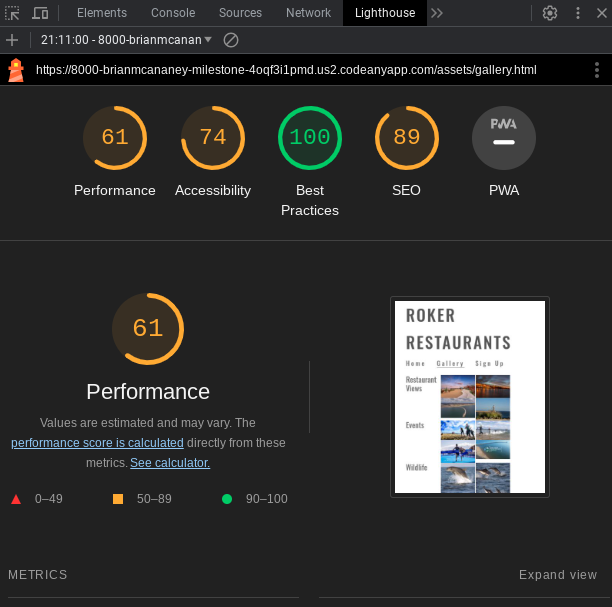 Elements Console Sources Network Lighthouse
21:11:00 - 8000-brianmcanan
https://8000-brianmcananey-milestone-4oqf3i1pmd.us2.codeanyapp.com/assets/gallery.html
61 74 100 89 PWA
Performance Accessibility Best Practices SEO PWA
61
Performance
Values are estimated and may vary. The
performance score is calculated directly from these
metrics. See calculator.
0–49 50–89 90–100
ROKER
RESTAURANTS
Home Gallery Sign Up
Restaurant
Views
Events
Wildlife
METRICS Expand view